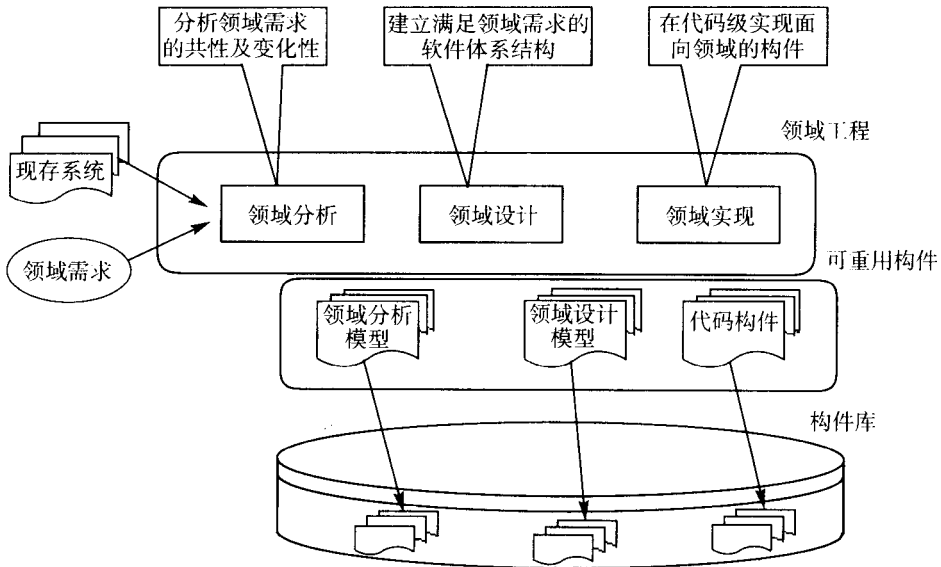 分析领域需求
的共性及变化性
建立满足领域需求的
软件体系结构
在代码级实现面
向领域的构件
领域工程
现存系统
领域分析
领域设计
领域实现
领域需求
可重用构件
领域分析
模型
领域设计
模型
代码构件
构件库